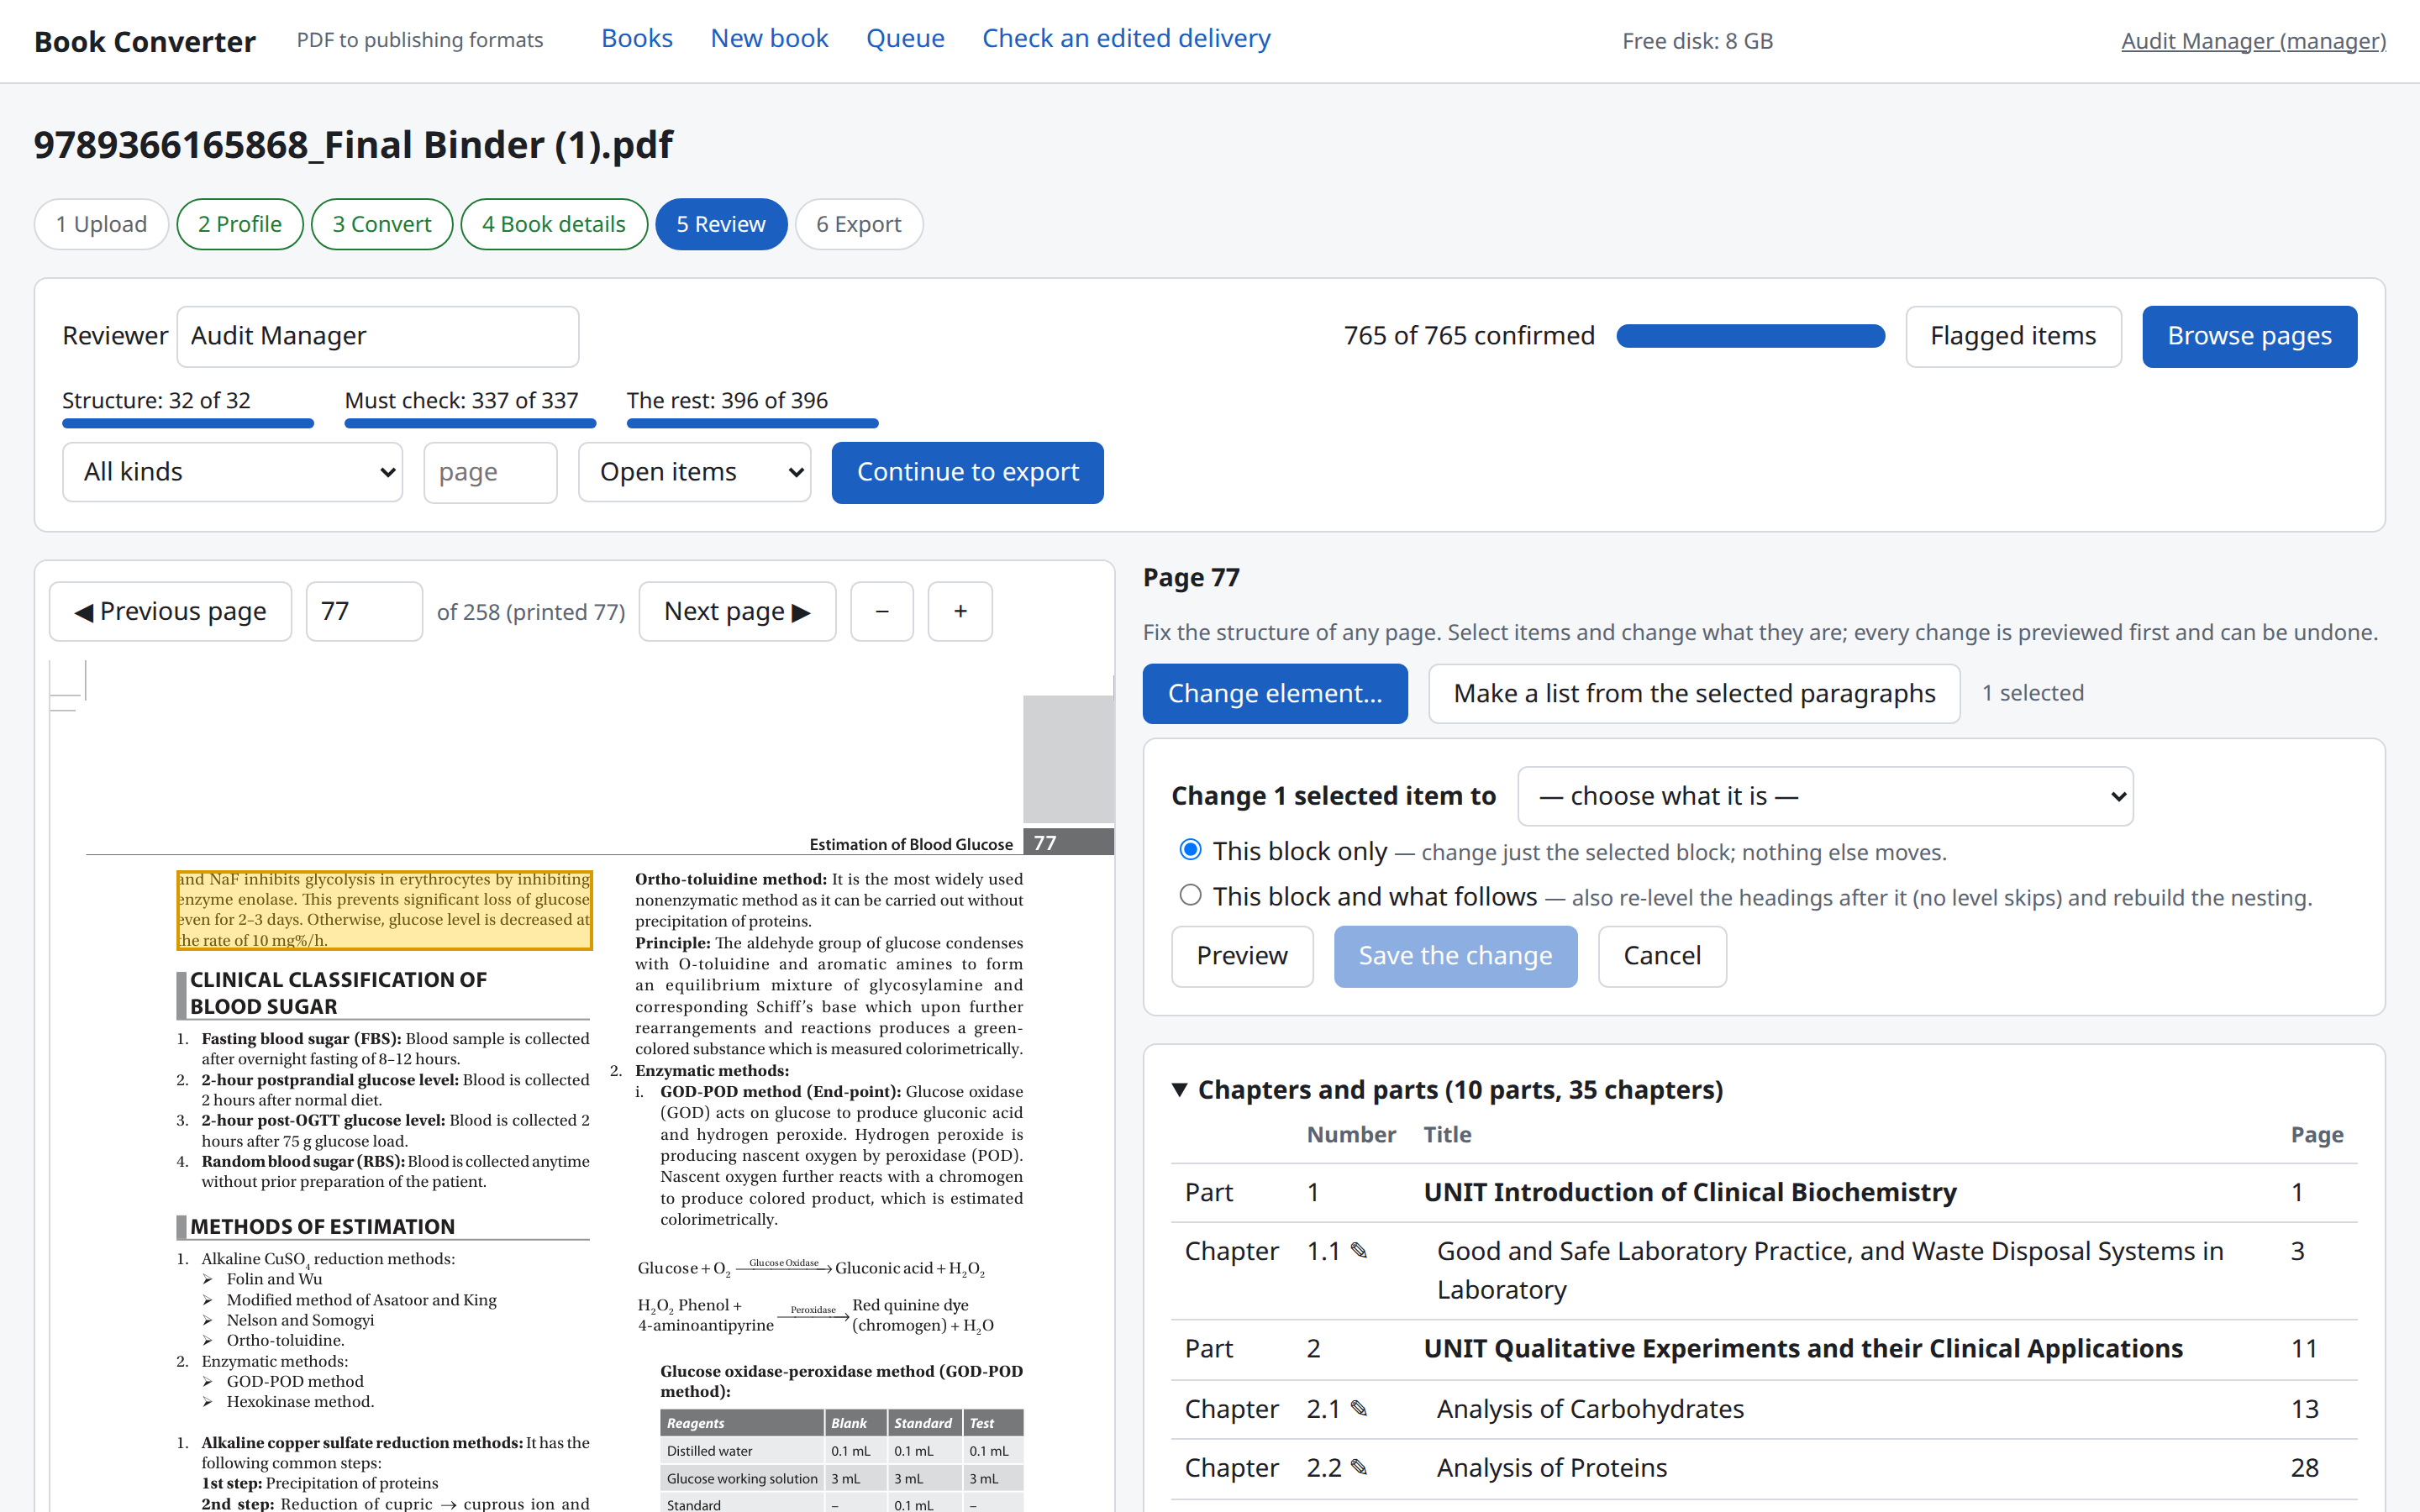 Book Converter
PDF to publishing formats
Books
New book
Queue
Check an edited delivery
Free disk: 8 GB
Audit Manager (manager)
9789366165868_Final Binder (1).pdf
1 Upload
2 Profile
3 Convert
4 Book details
5 Review
6 Export
Reviewer
Audit Manager
765 of 765 confirmed
Flagged items
Browse pages
Structure: 32 of 32
Must check: 337 of 337
The rest: 396 of 396
All kinds
page
Open items
Continue to export
◀ Previous page
77
of 258 (printed 77)
Next page ▶
−
+
Estimation of Blood Glucose
77
and NaF inhibits glycolysis in erythrocytes by inhibiting
enzyme enolase. This prevents significant loss of glucose
even for 2–3 days. Otherwise, glucose level is decreased at
the rate of 10 mg%/h.
CLINICAL CLASSIFICATION OF
BLOOD SUGAR
1. Fasting blood sugar (FBS): Blood sample is collected
after overnight fasting of 8–12 hours.
2. 2-hour postprandial glucose level: Blood is collected
2 hours after normal diet.
3. 2-hour post-OGTT glucose level: Blood is collected 2
hours after 75 g glucose load.
4. Random blood sugar (RBS): Blood is collected anytime
without prior preparation of the patient.
METHODS OF ESTIMATION
1. Alkaline CuSO4 reduction methods:
➢ Folin and Wu
➢ Modified method of Asatoor and King
➢ Nelson and Somogyi
➢ Ortho-toluidine.
2. Enzymatic methods:
➢ GOD-POD method
➢ Hexokinase method.
1. Alkaline copper sulfate reduction methods: It has the
following common steps:
1st step: Precipitation of proteins
2nd step: Reduction of cupric → cuprous ion and
Ortho-toluidine method: It is the most widely used
nonenzymatic method as it can be carried out without
precipitation of proteins.
Principle: The aldehyde group of glucose condenses
with O-toluidine and aromatic amines to form
an equilibrium mixture of glycosylamine and
corresponding Schiff’s base which upon further
rearrangements and reactions produces a green-
colored substance which is measured colorimetrically.
2. Enzymatic methods:
i. GOD-POD method (End-point): Glucose oxidase
(GOD) acts on glucose to produce gluconic acid
and hydrogen peroxide. Hydrogen peroxide is
producing nascent oxygen by peroxidase (POD).
Nascent oxygen further reacts with a chromogen
to produce colored product, which is estimated
colorimetrically.
Glucose + O2 Glucose Oxidase → Gluconic acid + H2O2
H2O2 Phenol + Peroxidase → Red quinine dye
4-aminoantipyrine (chromogen) + H2O
Glucose oxidase-peroxidase method (GOD-POD
method):
Reagents Blank Standard Test
Distilled water 0.1 mL 0.1 mL 0.1 mL
Glucose working solution 3 mL 3 mL 3 mL
Standard – 0.1 mL –
Page 77
Fix the structure of any page. Select items and change what they are; every change is previewed first and can be undone.
Change element...
Make a list from the selected paragraphs
1 selected
Change 1 selected item to
— choose what it is —
This block only — change just the selected block; nothing else moves.
This block and what follows — also re-level the headings after it (no level skips) and rebuild the nesting.
Preview
Save the change
Cancel
▼ Chapters and parts (10 parts, 35 chapters)
Number Title Page
Part 1 UNIT Introduction of Clinical Biochemistry 1
Chapter 1.1 ✎ Good and Safe Laboratory Practice, and Waste Disposal Systems in 3
Laboratory
Part 2 UNIT Qualitative Experiments and their Clinical Applications 11
Chapter 2.1 ✎ Analysis of Carbohydrates 13
Chapter 2.2 ✎ Analysis of Proteins 28